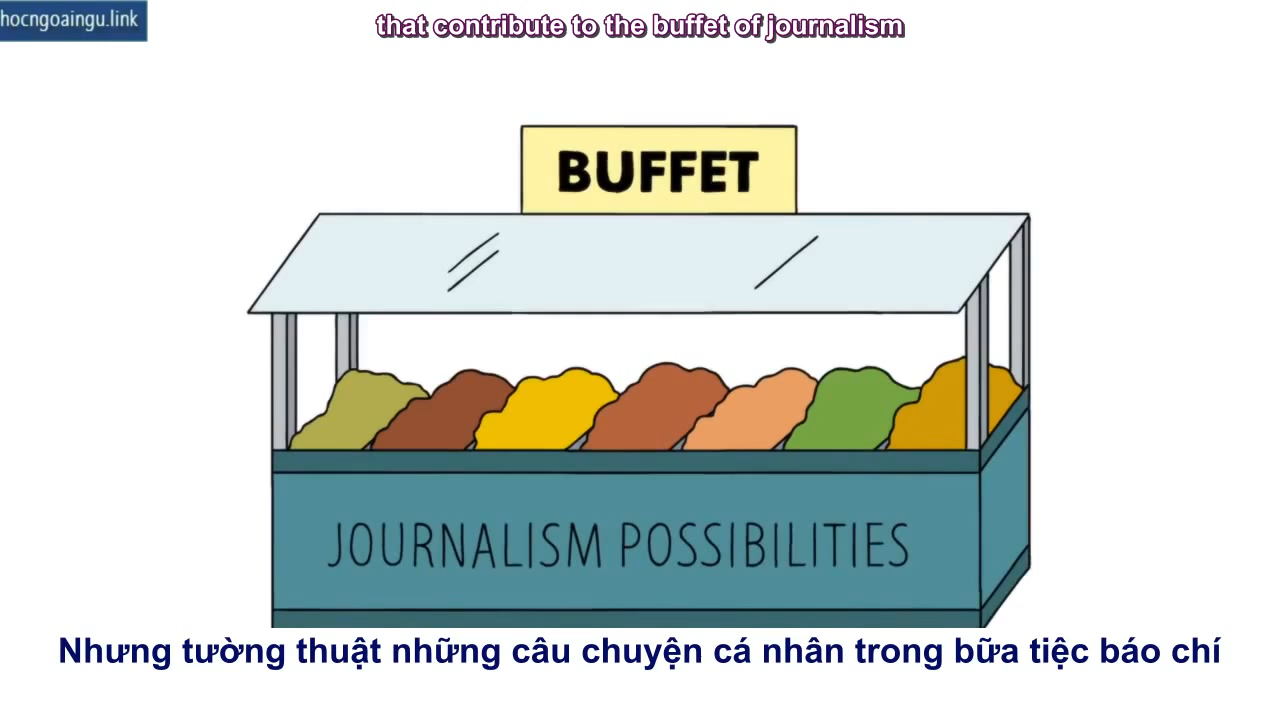 hocngoaingu.link
that contribute to the buffet of journalism
BUFFET
JOURNALISM POSSIBILITIES
Nhưng tường thuật những câu chuyện cá nhân trong bữa tiệc báo chí